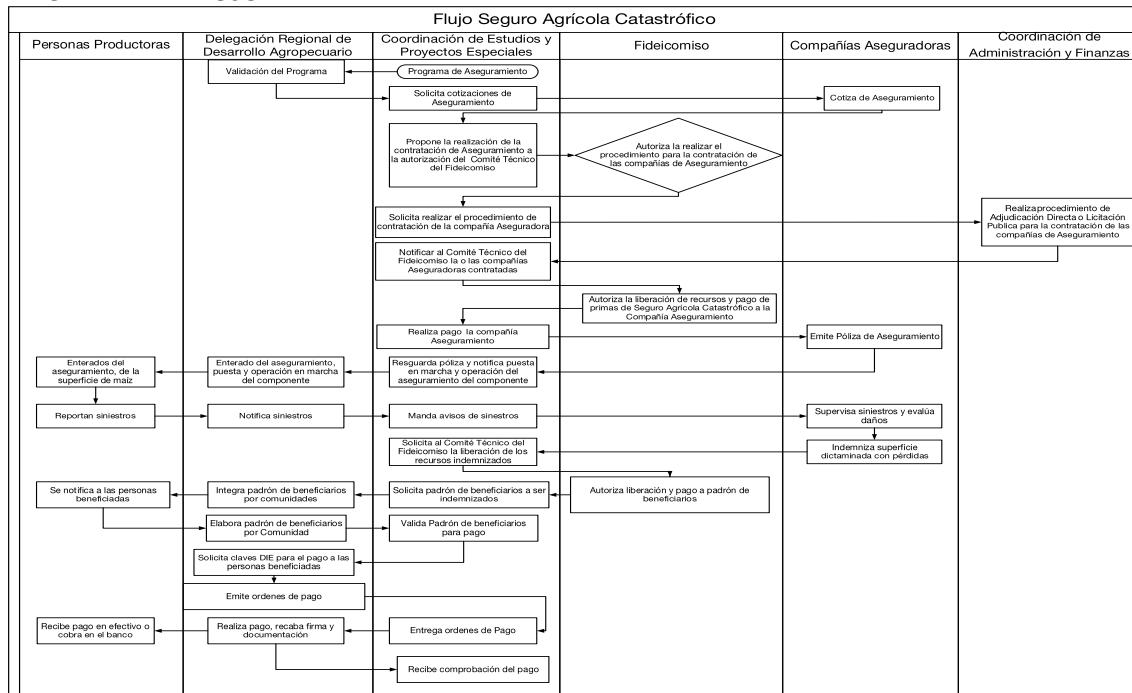 Flujo Seguro Agrícola Catastrófico
Personas Productoras
Delegación Regional de
Desarrollo Agropecuario
Coordinación de Estudios y
Proyectos Especiales
Fideicomiso
Compañías Aseguradoras
Coordinación de
Administración y Finanzas
Validación del Programa
Programa de Aseguramiento
Solicita cotizaciones de
Aseguramiento
Cotiza de Aseguramiento
Propone la realización de la
contratación de Aseguramiento a
la autorización del Comité Técnico
del Fideicomiso
Autoriza la realizar el
procedimiento para la contratación de
las compañías de Aseguramiento
Solicita realizar el procedimiento de
contratación de la compañía Aseguradora
Realiza procedimiento de
Adjudicación Directa o Licitación
Publica para la contratación de las
compañías de Aseguramiento
Notificar al Comité Técnico del
Fideicomiso la o las compañías
Aseguradoras contratadas
Autoriza la liberación de recursos y pago de
primas de Seguro Agrícola Catastrófico a la
Compañía Aseguramiento
Realiza pago la compañía
Aseguramiento
Emite Póliza de Aseguramiento
Enterados del
aseguramiento, de la
superficie de maíz
Enterado del aseguramiento,
puesta y operación en marcha
del componente
Resguarda póliza y notifica puesta
en marcha y operación del
aseguramiento del componente
Reportan siniestros
Notifica siniestros
Manda avisos de sinestros
Supervisa siniestros y evalúa
daños
Solicita al Comité Técnico del
Fideicomiso la liberación de los
recursos indemnizados
Indemniza superficie
dictaminada con pérdidas
Se notifica a las personas
beneficiadas
Integra padrón de beneficiarios
por comunidades
Solicita padrón de beneficiarios a ser
indemnizados
Autoriza liberación y pago a padrón de
beneficiarios
Elabora padrón de beneficiarios
por Comunidad
Valida Padrón de beneficiarios
para pago
Solicita claves DIE para el pago a las
personas beneficiadas
Emite ordenes de pago
Recibe pago en efectivo o
cobra en el banco
Realiza pago, recaba firma y
documentación
Entrega ordenes de Pago
Recibe comprobación del pago